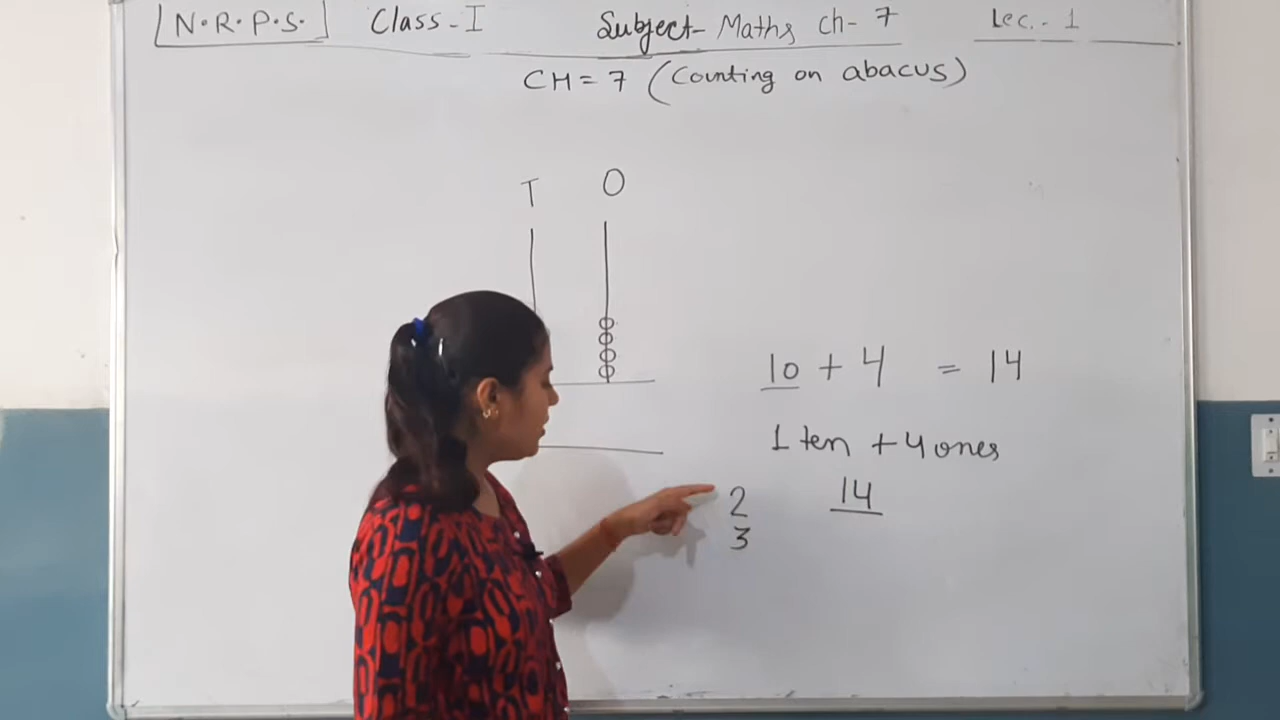 N.R.P.S. Class-I Subject- Maths Ch- 7 Lec.- 1
CH = 7 (Counting on abacus)
T O
10 + 4 = 14
1 ten + 4 ones
14
2
3